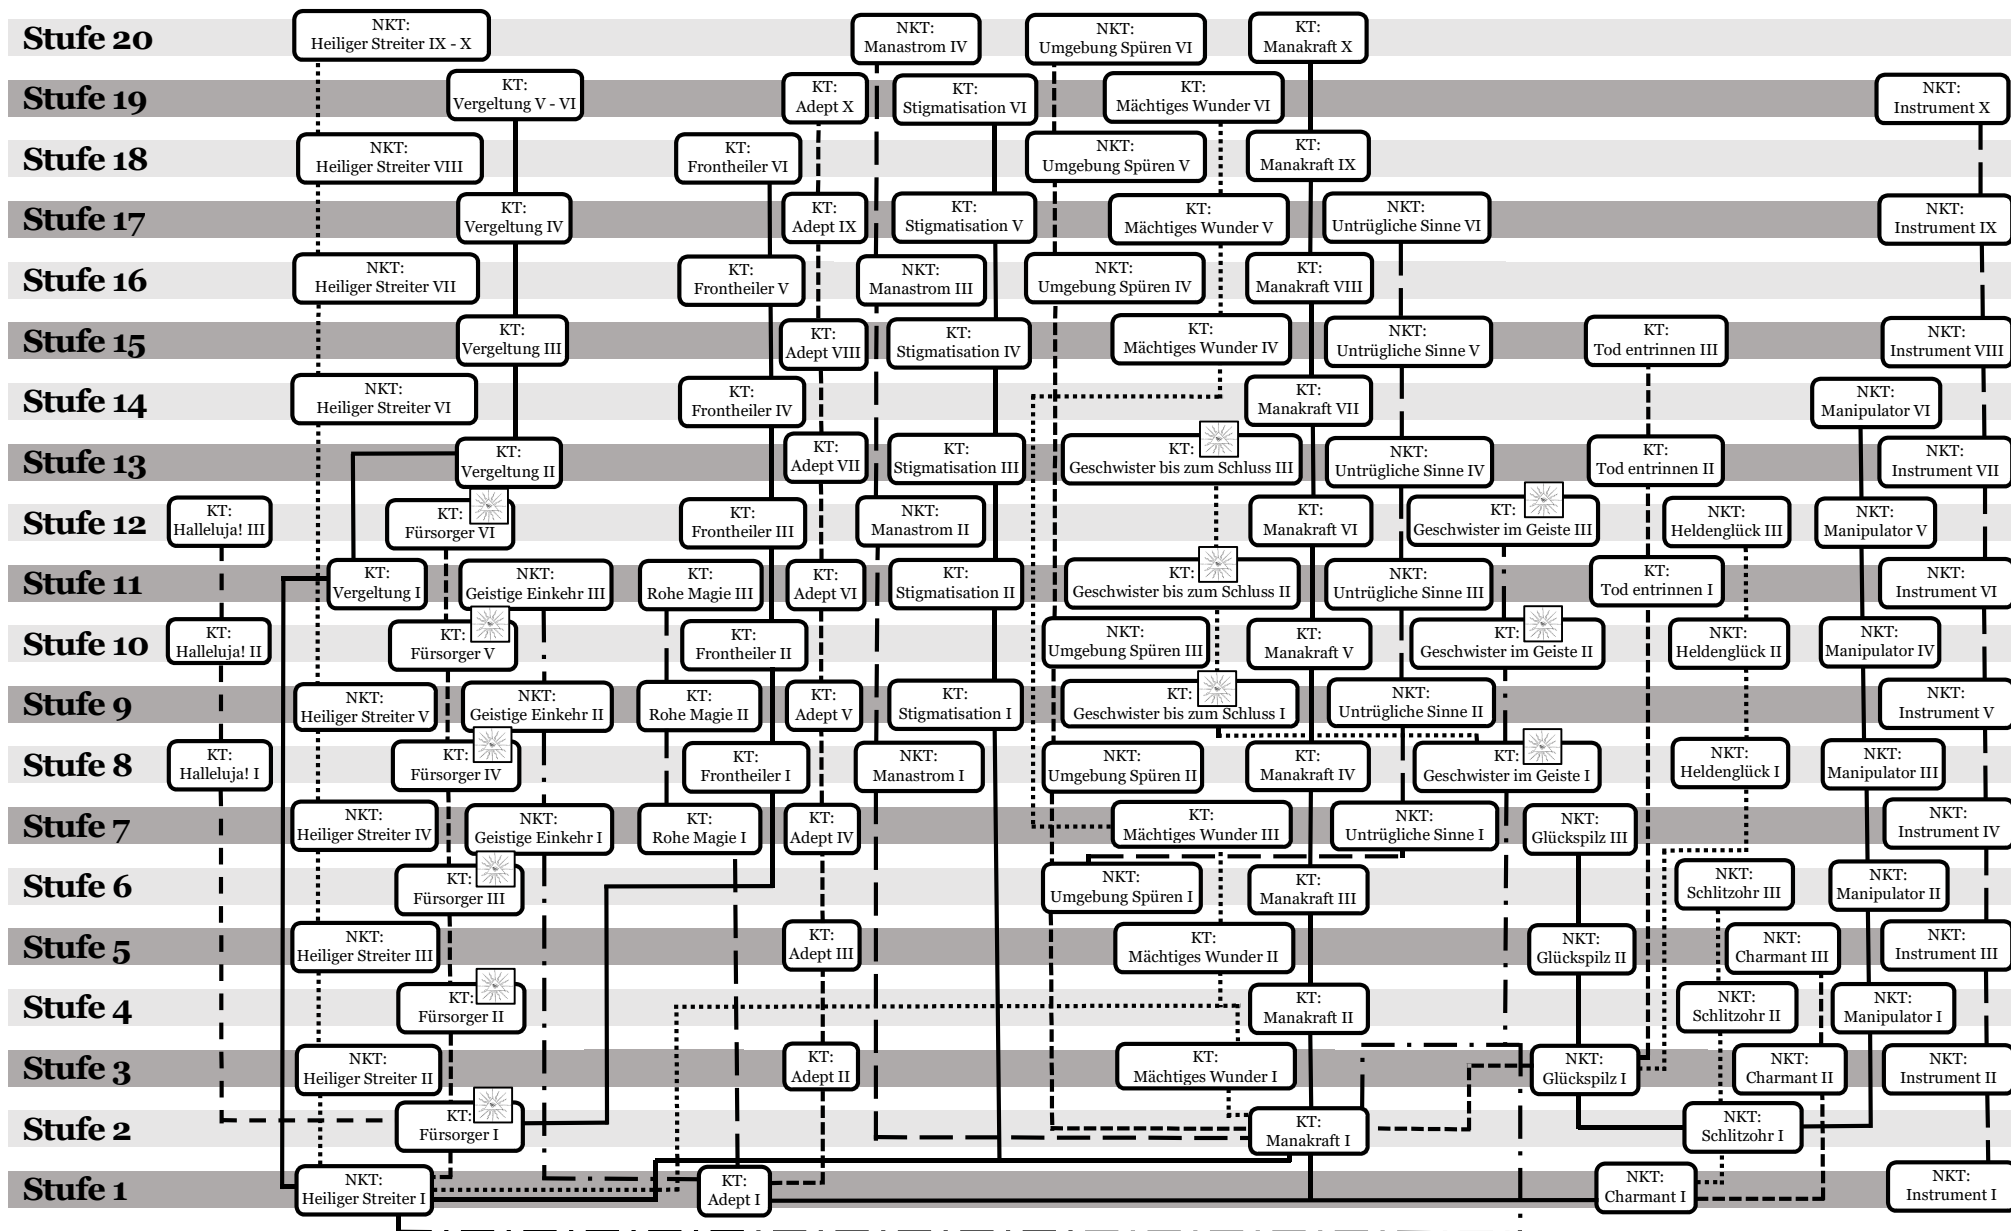 Stufe 20
NKT:
Heiliger Streiter IX - X
NKT:
Manastrom IV
NKT:
Umgebung Spüren VI
KT:
Manakraft X
Stufe 19
KT:
Vergeltung V - VI
KT:
Adept X
KT:
Stigmatisation VI
KT:
Mächtiges Wunder VI
NKT:
Instrument X
Stufe 18
NKT:
Heiliger Streiter VIII
KT:
Frontheiler VI
NKT:
Umgebung Spüren V
KT:
Manakraft IX
Stufe 17
KT:
Vergeltung IV
KT:
Adept IX
KT:
Stigmatisation V
KT:
Mächtiges Wunder V
NKT:
Untrügliche Sinne VI
NKT:
Instrument IX
Stufe 16
NKT:
Heiliger Streiter VII
KT:
Frontheiler V
NKT:
Manastrom III
NKT:
Umgebung Spüren IV
KT:
Manakraft VIII
Stufe 15
KT:
Vergeltung III
KT:
Adept VIII
KT:
Stigmatisation IV
KT:
Mächtiges Wunder IV
NKT:
Untrügliche Sinne V
KT:
Tod entrinnen III
NKT:
Instrument VIII
Stufe 14
NKT:
Heiliger Streiter VI
KT:
Frontheiler IV
KT:
Manakraft VII
NKT:
Manipulator VI
Stufe 13
KT:
Vergeltung II
KT:
Adept VII
KT:
Stigmatisation III
KT:
Geschwister bis zum Schluss III
NKT:
Untrügliche Sinne IV
KT:
Tod entrinnen II
NKT:
Instrument VII
Stufe 12
KT:
Halleluja! III
KT:
Fürsorger VI
KT:
Frontheiler III
NKT:
Manastrom II
KT:
Manakraft VI
KT:
Geschwister im Geiste III
NKT:
Heldenglück III
NKT:
Manipulator V
Stufe 11
KT:
Vergeltung I
NKT:
Geistige Einkehr III
KT:
Rohe Magie III
KT:
Adept VI
KT:
Stigmatisation II
KT:
Geschwister bis zum Schluss II
NKT:
Untrügliche Sinne III
KT:
Tod entrinnen I
NKT:
Instrument VI
Stufe 10
KT:
Halleluja! II
KT:
Fürsorger V
KT:
Frontheiler II
NKT:
Umgebung Spüren III
KT:
Manakraft V
KT:
Geschwister im Geiste II
NKT:
Heldenglück II
NKT:
Manipulator IV
Stufe 9
NKT:
Heiliger Streiter V
NKT:
Geistige Einkehr II
KT:
Rohe Magie II
KT:
Adept V
KT:
Stigmatisation I
KT:
Geschwister bis zum Schluss I
NKT:
Untrügliche Sinne II
NKT:
Instrument V
Stufe 8
KT:
Halleluja! I
KT:
Fürsorger IV
KT:
Frontheiler I
NKT:
Manastrom I
NKT:
Umgebung Spüren II
KT:
Manakraft IV
KT:
Geschwister im Geiste I
NKT:
Heldenglück I
NKT:
Manipulator III
Stufe 7
NKT:
Heiliger Streiter IV
NKT:
Geistige Einkehr I
KT:
Rohe Magie I
KT:
Adept IV
KT:
Mächtiges Wunder III
NKT:
Untrügliche Sinne I
NKT:
Glückspilz III
NKT:
Instrument IV
Stufe 6
KT:
Fürsorger III
NKT:
Umgebung Spüren I
KT:
Manakraft III
NKT:
Schlitzohr III
NKT:
Manipulator II
Stufe 5
NKT:
Heiliger Streiter III
KT:
Adept III
KT:
Mächtiges Wunder II
NKT:
Glückspilz II
NKT:
Charmant III
NKT:
Instrument III
Stufe 4
KT:
Fürsorger II
KT:
Manakraft II
NKT:
Schlitzohr II
NKT:
Manipulator I
Stufe 3
NKT:
Heiliger Streiter II
KT:
Adept II
KT:
Mächtiges Wunder I
NKT:
Glückspilz I
NKT:
Charmant II
NKT:
Instrument II
Stufe 2
KT:
Fürsorger I
KT:
Manakraft I
NKT:
Schlitzohr I
Stufe 1
NKT:
Heiliger Streiter I
KT:
Adept I
NKT:
Charmant I
NKT:
Instrument I